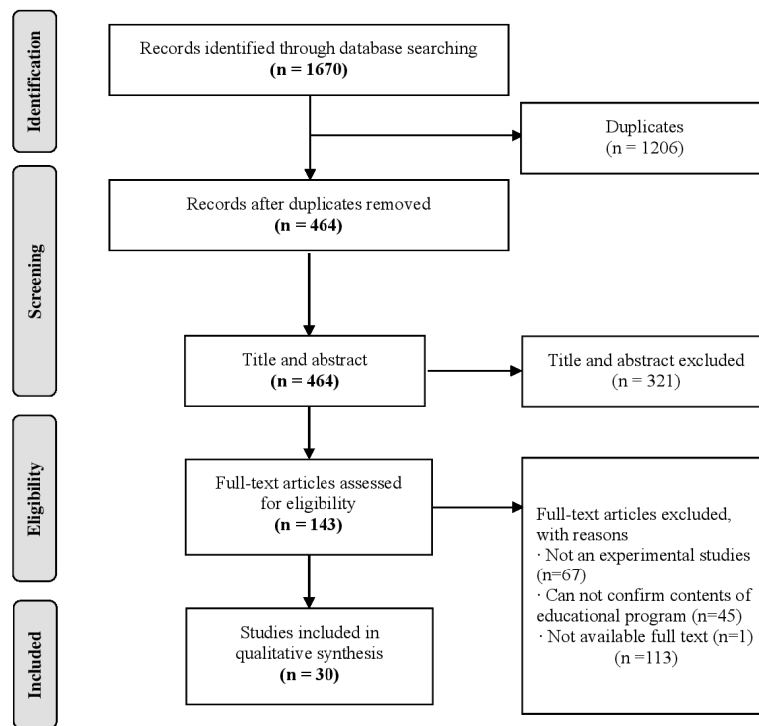 Identification
Records identified through database searching
(n = 1670)
Duplicates
(n = 1206)
Screening
Records after duplicates removed
(n = 464)
Title and abstract
(n = 464)
Title and abstract excluded
(n = 321)
Eligibility
Full-text articles assessed
for eligibility
(n = 143)
Full-text articles excluded,
with reasons
· Not an experimental studies
(n=67)
· Can not confirm contents of
educational program (n=45)
· Not available full text (n=1)
(n =113)
Included
Studies included in
qualitative synthesis
(n = 30)